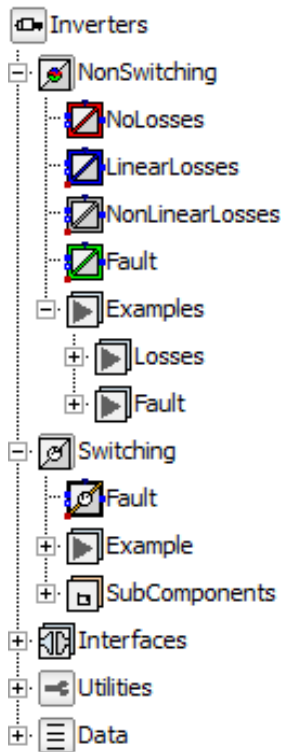 Inverters
NonSwitching
NoLosses
LinearLosses
NonLinearLosses
Fault
Examples
Losses
Fault
Switching
Fault
Example
SubComponents
Interfaces
Utilities
Data